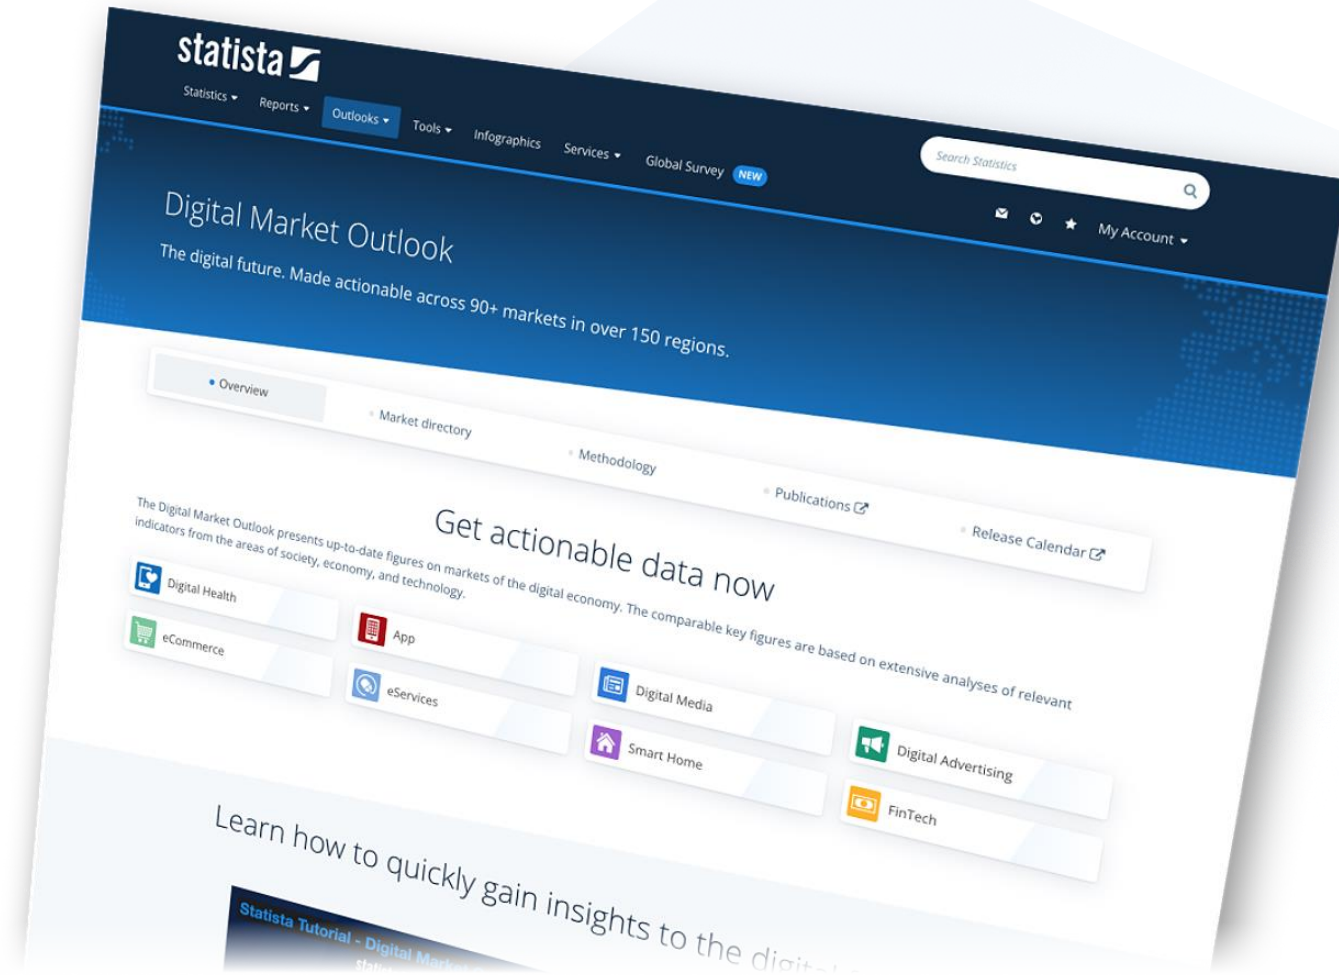 statista
Statistics
Reports
Outlooks
Tools
Infographics
Services
Global Survey NEW
Search Statistics
My Account
Digital Market Outlook
The digital future. Made actionable across 90+ markets in over 150 regions.
Overview
Market directory
Methodology
Publications
Release Calendar
Get actionable data now
The Digital Market Outlook presents up-to-date figures on markets of the digital economy. The comparable key figures are based on extensive analyses of relevant
indicators from the areas of society, economy, and technology.
Digital Health
App
Digital Media
Digital Advertising
eCommerce
eServices
Smart Home
FinTech
Learn how to quickly gain insights to the digital
Statista Tutorial - Digital Market